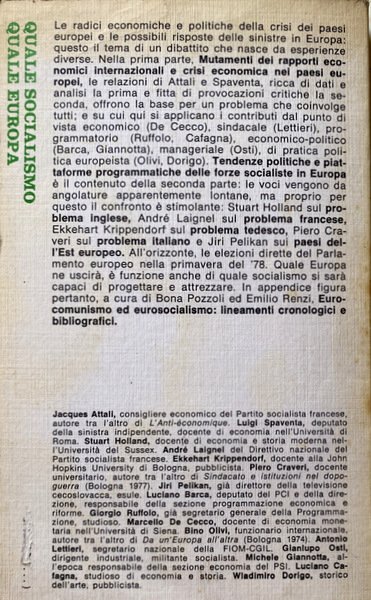 QUALE SOCIALISMO
QUALE EUROPA
Le radici economiche e politiche della crisi dei paesi
europei e le possibili risposte delle sinistre in Europa:
questo il tema di un dibattito che nasce da esperienze
diverse. Nella prima parte, Mutamenti dei rapporti eco-
nomici internazionali e crisi economica nei paesi eu-
ropei, le relazioni di Attali e Spaventa, ricca di dati e
analisi la prima e fitta di provocazioni critiche la se-
conda, offrono la base per un problema che coinvolge
tutti; e su cui qui si applicano i contributi dal punto di
vista economico (De Cecco), sindacale (Lettieri), pro-
grammatorio (Ruffolo, Cafagna), economico-politico
(Barca, Giannotta), manageriale (Osti), di pratica poli-
tica europeista (Olivi, Dorigo). Tendenze politiche e piat-
taforme programmatiche delle forze socialiste in Europa
è il contenuto della seconda parte: le voci vengono da
angolature apparentemente lontane, ma proprio per
questo il confronto è stimolante: Stuart Holland sul pro-
blema inglese, André Laignel sul problema francese,
Ekkehart Krippendorf sul problema tedesco, Piero Cra-
veri sul problema italiano e Jiri Pelikan sui paesi del-
l'Est europeo. All'orizzonte, le elezioni dirette del Parla-
mento europeo nella primavera del '78. Quale Europa
ne uscirà, è funzione anche di quale socialismo si sarà
capaci di progettare e attrezzare. In appendice figura
pertanto, a cura di Bona Pozzoli ed Emilio Renzi, Euro-
comunismo ed eurosocialismo: lineamenti cronologici e
bibliografici.
Jacques Attali, consigliere economico del Partito socialista francese,
autore tra l'altro di L'Anti-économique. Luigi Spaventa, deputato
della sinistra indipendente, docente di economia nell'Università di
Roma. Stuart Holland, docente di economia e storia moderna nel-
l'Università del Sussex. André Laignel del Direttivo nazionale del
Partito socialista francese. Ekkehart Krippendorf, docente alla John
Hopkins University di Bologna, pubblicista. Piero Craveri, docente
universitario, autore tra l'altro di Sindacato e istituzioni nel dopo-
guerra (Bologna 1977). Jiri Pelikan, già direttore della televisione
cecoslovacca, esule. Luciano Barca, deputato del PCI e della dire-
zione, responsabile della sezione programmazione economica e
riforme. Giorgio Ruffolo, già segretario generale della Programma-
zione, studioso. Marcello De Cecco, docente di economia mone-
taria nell'Università di Siena. Bino Olivi, funzionario internazionale,
autore tra l'altro di Da un'Europa all'altra (Bologna 1974). Antonio
Lettieri, segretario nazionale della FIOM-CGIL. Gianlupo Osti,
dirigente industriale, militante socialista. Michele Giannotta, al-
l'epoca responsabile della sezione economia del PSI. Luciano Ca-
fagna, studioso di economia e storia. Wladimiro Dorigo, storico
dell'arte, pubblicista.